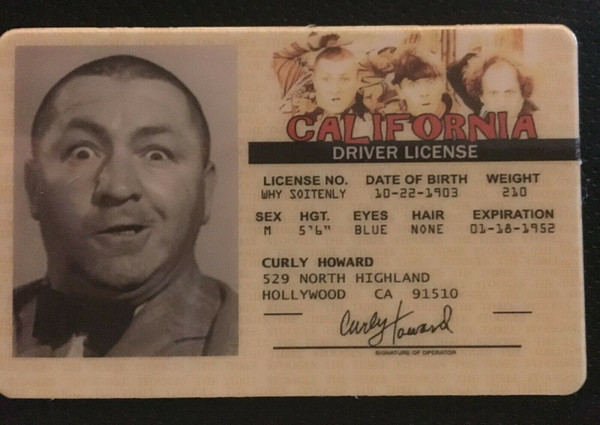 CALIFORNIA
DRIVER LICENSE
LICENSE NO. DATE OF BIRTH WEIGHT
WHY SOITENLY 10-22-1903 210
SEX HGT. EYES HAIR EXPIRATION
M 5'6" BLUE NONE 01-18-1952
CURLY HOWARD
529 NORTH HIGHLAND
HOLLYWOOD CA 91510
Curly Howard
SIGNATURE OF OPERATOR